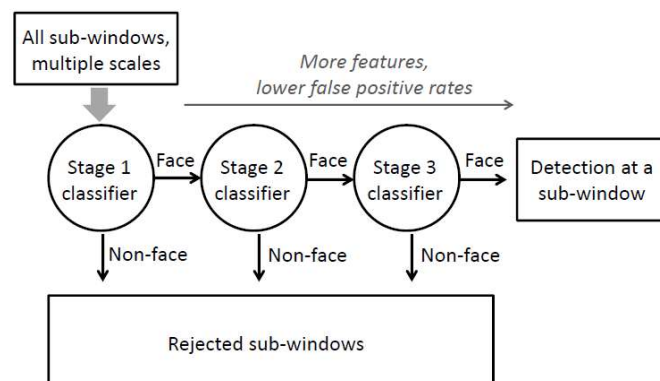 All sub-windows,
multiple scales
More features,
lower false positive rates
Stage 1
classifier
Face
Stage 2
classifier
Face
Stage 3
classifier
Face
Detection at a
sub-window
Non-face
Non-face
Non-face
Rejected sub-windows